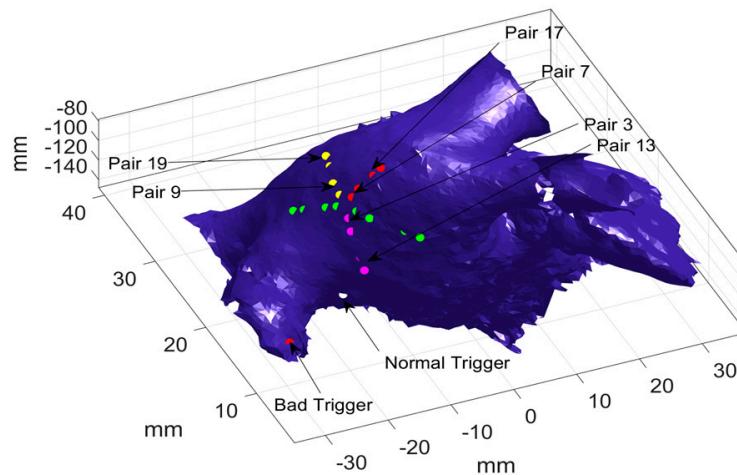 Pair 17
Pair 7
Pair 3
Pair 13
-80
-100
-120
-140
mm
Pair 19
Pair 9
40
30
20
10
mm
Normal Trigger
Bad Trigger
-30
-20
-10
0
10
20
30
mm